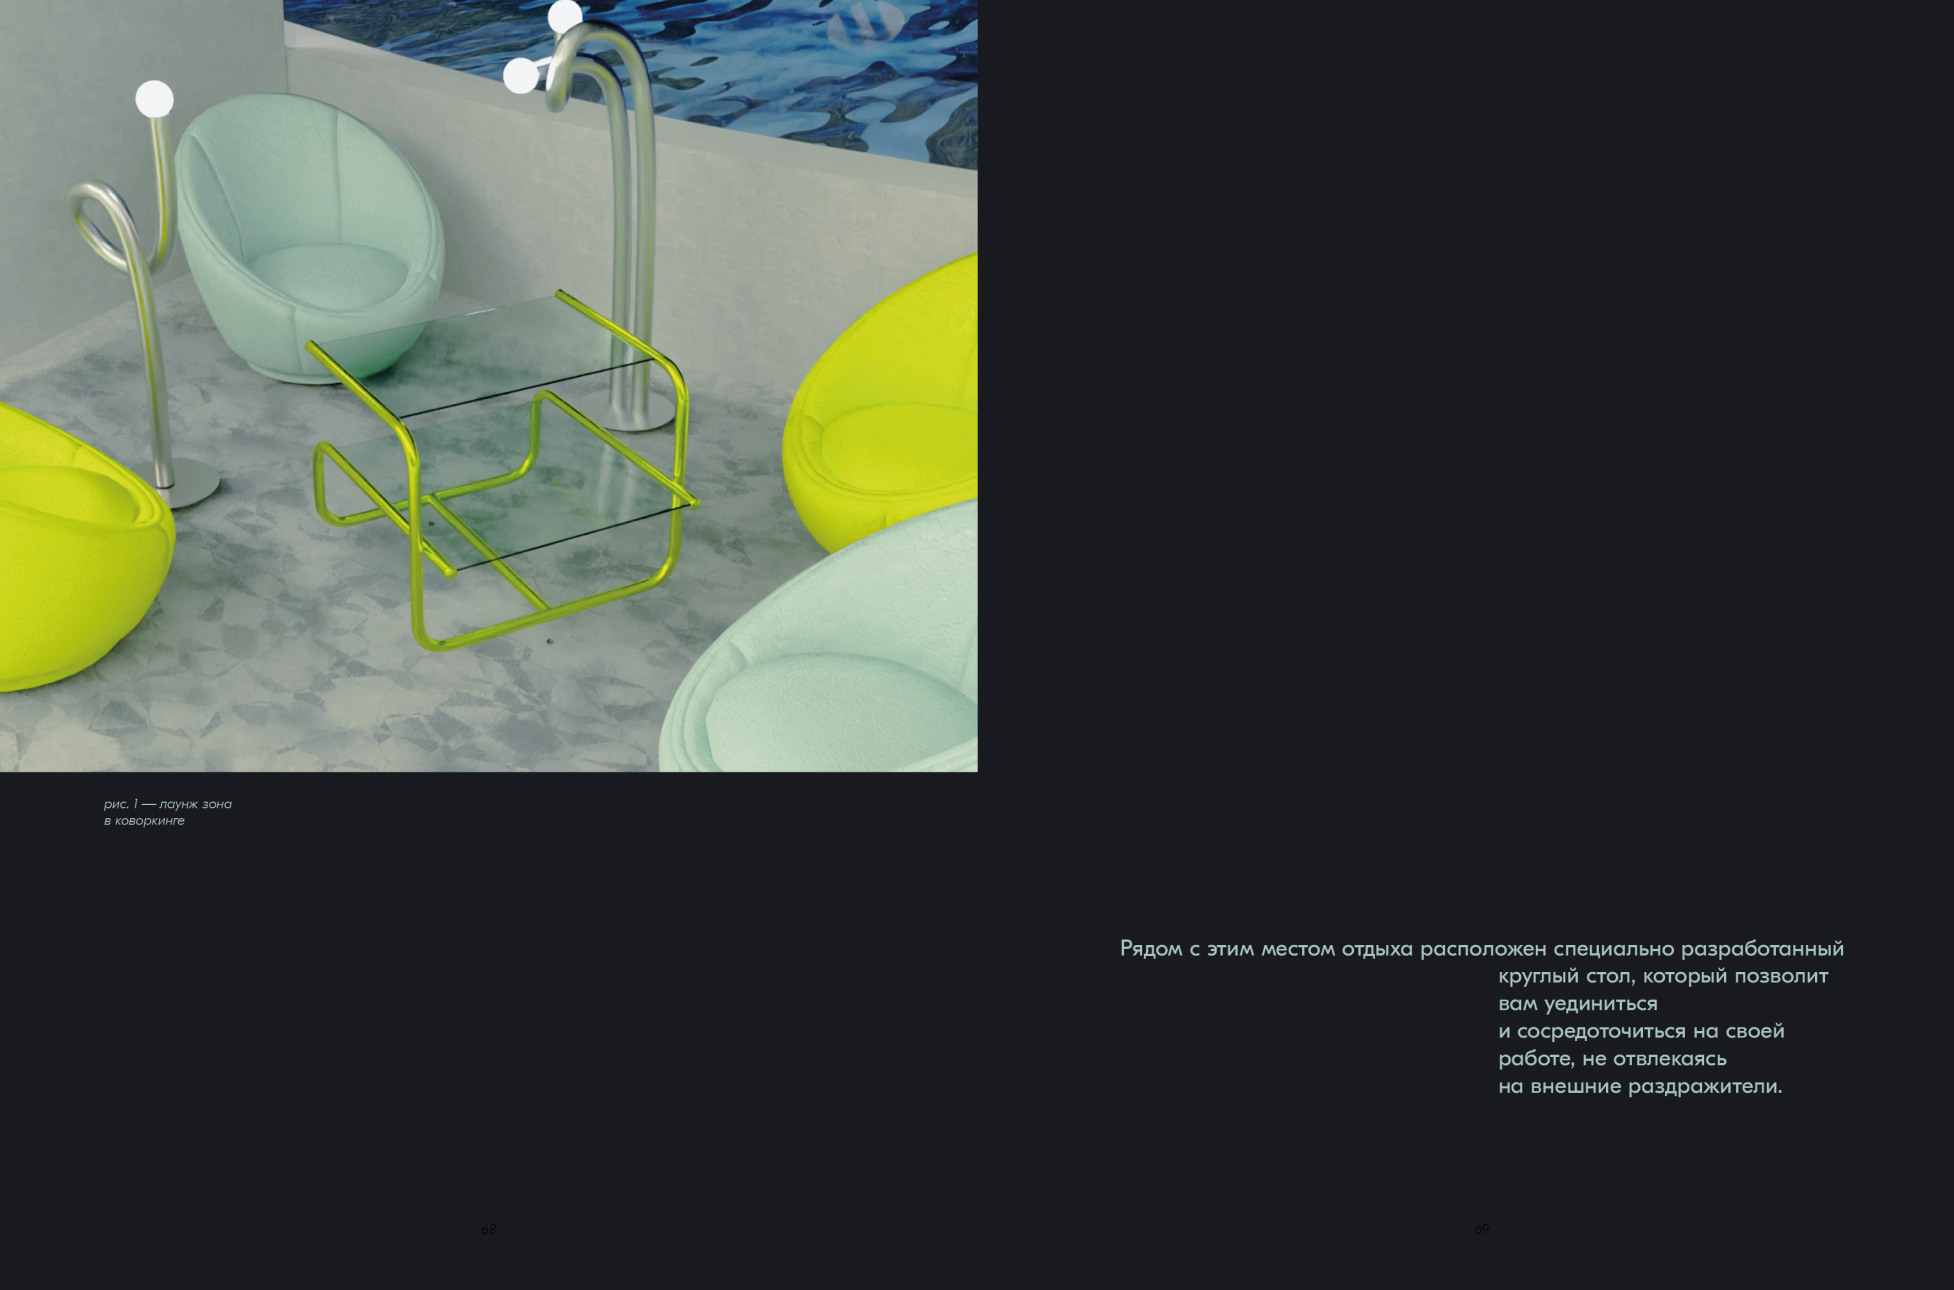 рис. 1 — лаунж зона
в коворкинге
Рядом с этим местом отдыха расположен специально разработанный
круглый стол, который позволит
вам уединиться
и сосредоточиться на своей
работе, не отвлекаясь
на внешние раздражители.
68
69